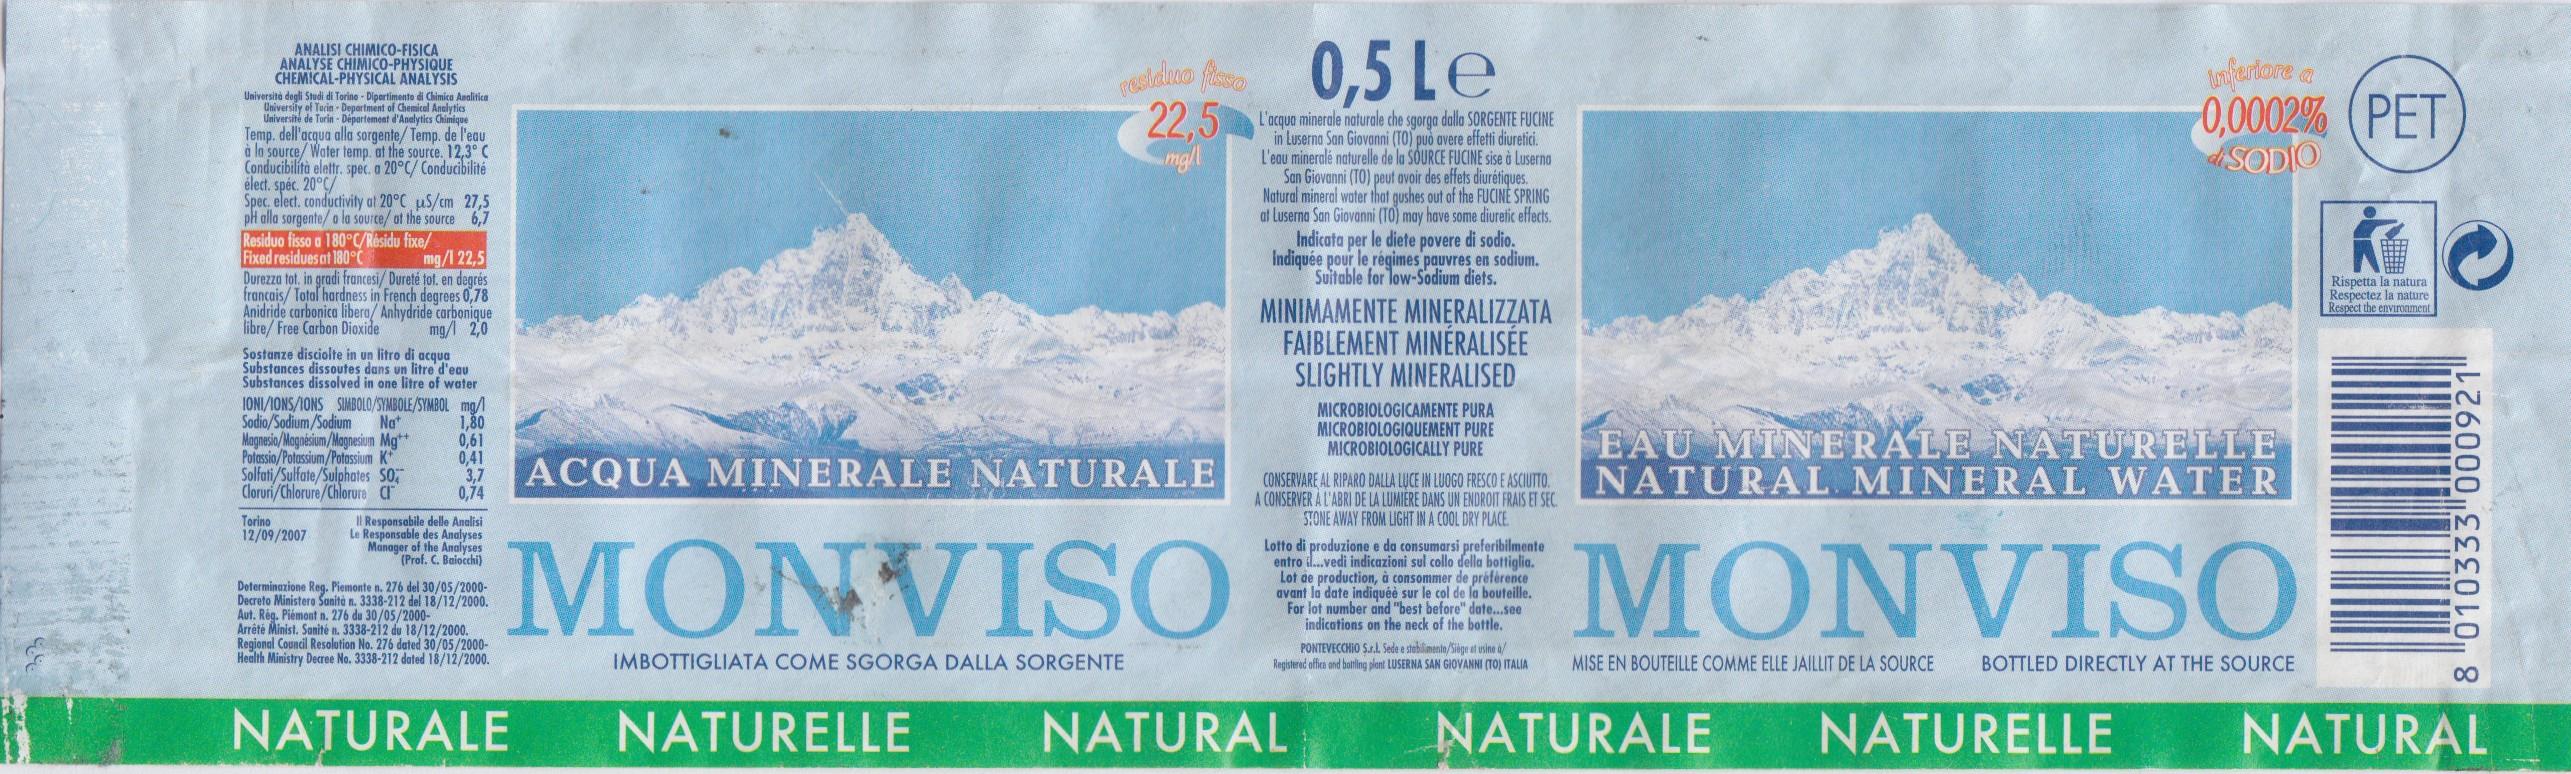 ANALISI CHIMICO-FISICA
ANALYSE CHIMICO-PHYSIQUE
CHEMICAL-PHYSICAL ANALYSIS
Università degli Studi di Torino - Dipartimento di Chimica Analitica
University of Turin - Department of Chemical Analytics
Université de Turin - Département d'Analytics Chimique
Temp. dell'acqua alla sorgente/ Temp. de l'eau
à la source/ Water temp. at the source. 12,3° C
Conducibilità elettr. spec. a 20°C/ Conducibilité
élect. spéc. 20°C/
Spec. elect. conductivity at 20°C µS/cm 27,5
pH alla sorgente/ a la source/ at the source 6,7
Residuo fisso a 180°C/Résidu fixe/
Fixed residues at 180°C mg/l 22,5
Durezza tot. in gradi francesi/ Dureté tot. en degrés
francais/ Total hardness in French degrees 0,78
Anidride carbonica libera/ Anhydride carbonique
libre/ Free Carbon Dioxide mg/l 2,0
Sostanze disciolte in un litro di acqua
Substances dissoutes dans un litre d'eau
Substances dissolved in one litre of water
IONI/IONS/IONS SIMBOLO/SYMBOLE/SYMBOL mg/l
Sodio/Sodium/Sodium Na+ 1,80
Magnesio/Magnésium/Magnesium Mg++ 0,61
Potassio/Potassium/Potassium K+ 0,41
Solfati/Sulfate/Sulphates SO4-- 3,7
Cloruri/Chlorure/Chlorure Cl- 0,74
Torino Il Responsabile delle Analisi
12/09/2007 Le Responsable des Analyses
Manager of the Analyses
(Prof. C. Baiocchi)
Determinazione Reg. Piemonte n. 276 del 30/05/2000-
Decreto Ministero Sanità n. 3338-212 del 18/12/2000.
Aut. Rég. Piémont n. 276 du 30/05/2000-
Arrêté Minist. Sanité n. 3338-212 du 18/12/2000.
Regional Council Resolution No. 276 dated 30/05/2000-
Health Ministry Decree No. 3338-212 dated 18/12/2000.
residuo fisso
22,5
mg/l
ACQUA MINERALE NATURALE
MONVISO
IMBOTTIGLIATA COME SGORGA DALLA SORGENTE
0,5 L e
L'acqua minerale naturale che sgorga dalla SORGENTE FUCINE
in Luserna San Giovanni (TO) può avere effetti diuretici.
L'eau minerale naturelle de la SOURCE FUCINE sise à Luserna
San Giovanni (TO) peut avoir des effets diurétiques.
Natural mineral water that gushes out of the FUCINE SPRING
at Luserna San Giovanni (TO) may have some diuretic effects.
Indicata per le diete povere di sodio.
Indiquée pour le régimes pauvres en sodium.
Suitable for low-Sodium diets.
MINIMAMENTE MINERALIZZATA
FAIBLEMENT MINÉRALISÉE
SLIGHTLY MINERALISED
MICROBIOLOGICAMENTE PURA
MICROBIOLOGIQUEMENT PURE
MICROBIOLOGICALLY PURE
CONSERVARE AL RIPARO DALLA LUCE IN LUOGO FRESCO E ASCIUTTO.
A CONSERVER À L'ABRI DE LA LUMIERE DANS UN ENDROIT FRAIS ET SEC.
STONE AWAY FROM LIGHT IN A COOL DRY PLACE.
Lotto di produzione e da consumarsi preferibilmente
entro il...vedi indicazioni sul collo della bottiglia.
Lot de production, à consommer de préférence
avant la date indiquée sur le col de la bouteille.
For lot number and "best before" date...see
indications on the neck of the bottle.
PONTEVECCHIO S.r.l. Sede e stabilimento/Siège et usine à/
Registered office and bottling plant LUSERNA SAN GIOVANNI (TO) ITALIA
inferiore a
0,0002%
di SODIO
EAU MINERALE NATURELLE
NATURAL MINERAL WATER
MONVISO
MISE EN BOUTEILLE COMME ELLE JAILLIT DE LA SOURCE BOTTLED DIRECTLY AT THE SOURCE
PET
Rispetta la natura
Respectez la nature
Respect the environment
8 010333 000921
NATURALE NATURELLE NATURAL NATURALE NATURELLE NATURAL